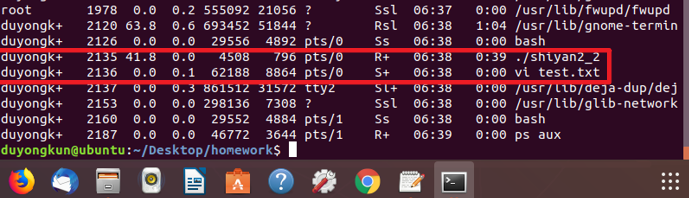 root 1978 0.0 0.2 555092 21056 ? Ssl 06:37 0:00 /usr/lib/fwupd/fwupd
duyongk+ 2120 63.8 0.6 693452 51844 ? Rsl 06:38 1:04 /usr/lib/gnome-termin
duyongk+ 2126 0.0 0.0 29556 4892 pts/0 Ss 06:38 0:00 bash
duyongk+ 2135 41.8 0.0 4508 796 pts/0 R+ 06:38 0:39 ./shiyan2_2
duyongk+ 2136 0.0 0.1 62188 8864 pts/0 S+ 06:38 0:00 vi test.txt
duyongk+ 2137 0.0 0.3 861512 31572 tty2 Sl+ 06:38 0:00 /usr/lib/deja-dup/dej
duyongk+ 2153 0.0 0.0 298136 7308 ? Ssl 06:38 0:00 /usr/lib/glib-network
duyongk+ 2160 0.0 0.0 29552 4884 pts/1 Ss 06:38 0:00 bash
duyongk+ 2187 0.0 0.0 46772 3644 pts/1 R+ 06:39 0:00 ps aux
duyongkun@ubuntu:~/Desktop/homework$